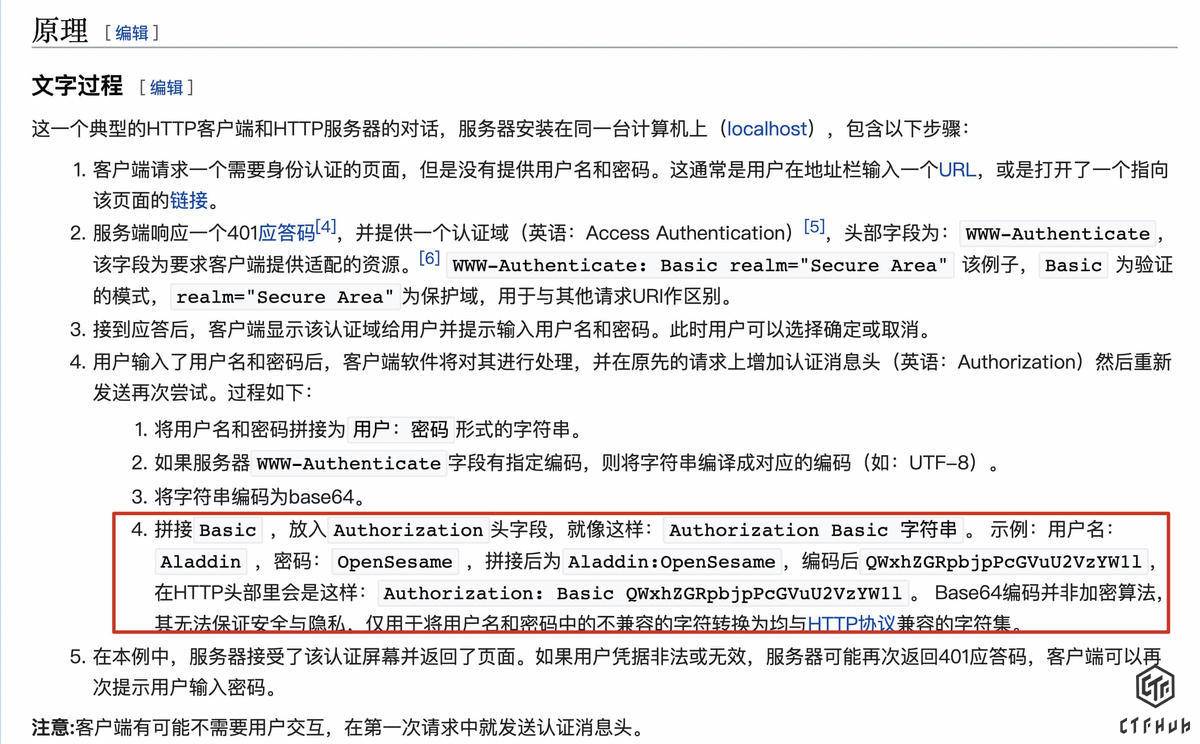 原理 [编辑]
文字过程 [编辑]
这一个典型的HTTP客户端和HTTP服务器的对话，服务器安装在同一台计算机上（localhost），包含以下步骤：
1. 客户端请求一个需要身份认证的页面，但是没有提供用户名和密码。这通常是用户在地址栏输入一个URL，或是打开了一个指向
该页面的链接。
2. 服务端响应一个401应答码[4]，并提供一个认证域（英语：Access Authentication）[5]，头部字段为： WWW-Authenticate，
该字段为要求客户端提供适配的资源。[6] WWW-Authenticate: Basic realm="Secure Area" 该例子， Basic 为验证
的模式， realm="Secure Area" 为保护域，用于与其他请求URI作区别。
3. 接到应答后，客户端显示该认证域给用户并提示输入用户名和密码。此时用户可以选择确定或取消。
4. 用户输入了用户名和密码后，客户端软件将对其进行处理，并在原先的请求上增加认证消息头（英语：Authorization）然后重新
发送再次尝试。过程如下：
1. 将用户名和密码拼接为 用户：密码 形式的字符串。
2. 如果服务器 WWW-Authenticate 字段有指定编码，则将字符串编译成对应的编码（如：UTF-8）。
3. 将字符串编码为base64。
4. 拼接 Basic ，放入 Authorization 头字段，就像这样： Authorization Basic 字符串 。 示例：用户名：
Aladdin ，密码： OpenSesame ，拼接后为 Aladdin:OpenSesame ，编码后 QWxhZGRpbjpPcGVuU2VzYW1l ，
在HTTP头部里会是这样： Authorization: Basic QWxhZGRpbjpPcGVuU2VzYW1l 。 Base64编码并非加密算法，
其无法保证安全与隐私，仅用于将用户名和密码中的不兼容的字符转换为均与HTTP协议兼容的字符集。
5. 在本例中，服务器接受了该认证屏幕并返回了页面。如果用户凭据非法或无效，服务器可能再次返回401应答码，客户端可以再
次提示用户输入密码。
注意:客户端有可能不需要用户交互，在第一次请求中就发送认证消息头。
CTFHub